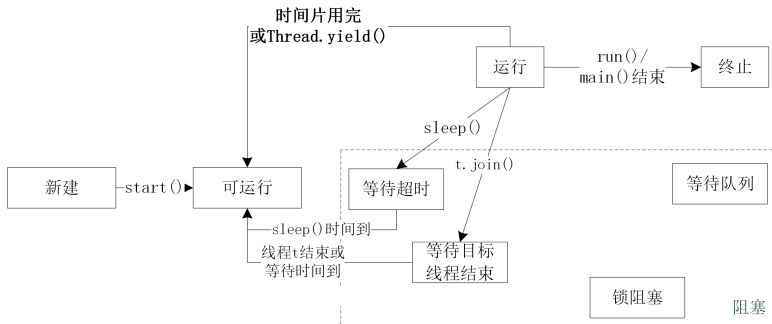 时间片用完
或Thread.yield()
运行
run()/
main()结束
终止
sleep()
t.join()
新建
start()
可运行
等待超时
等待队列
sleep()时间到
线程t结束或
等待时间到
等待目标
线程结束
锁阻塞
阻塞